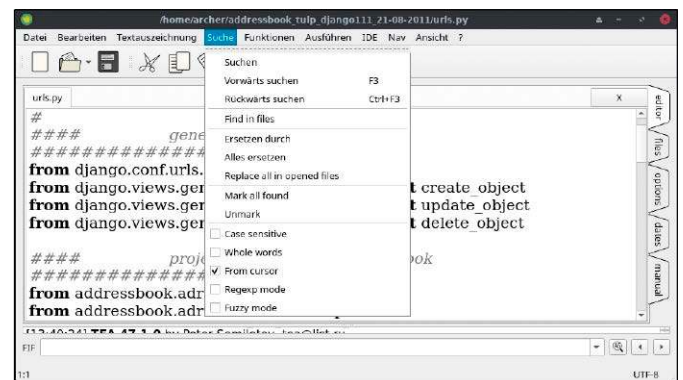 /home/archer/addressbook_tulp_django111_21-08-2011/urls.py
Datei Bearbeiten Textauszeichnung Suche Funktionen Ausführen IDE Nav Ansicht ?
Suchen
Vorwärts suchen F3
Rückwärts suchen Ctrl+F3
Find in files
Ersetzen durch
Alles ersetzen
Replace all in opened files
Mark all found
Unmark
Case sensitive
Whole words
From cursor
Regexp mode
Fuzzy mode
urls.py x
#
#### gene
##############
from django.conf.urls.
from django.views.ger t create_object
from django.views.ger t update_object
from django.views.ger t delete_object
#### proje ook
##############
from addressbook.adr
from addressbook.adr
editor
files
options
dates
manual
FIF
1:1 UTF-8